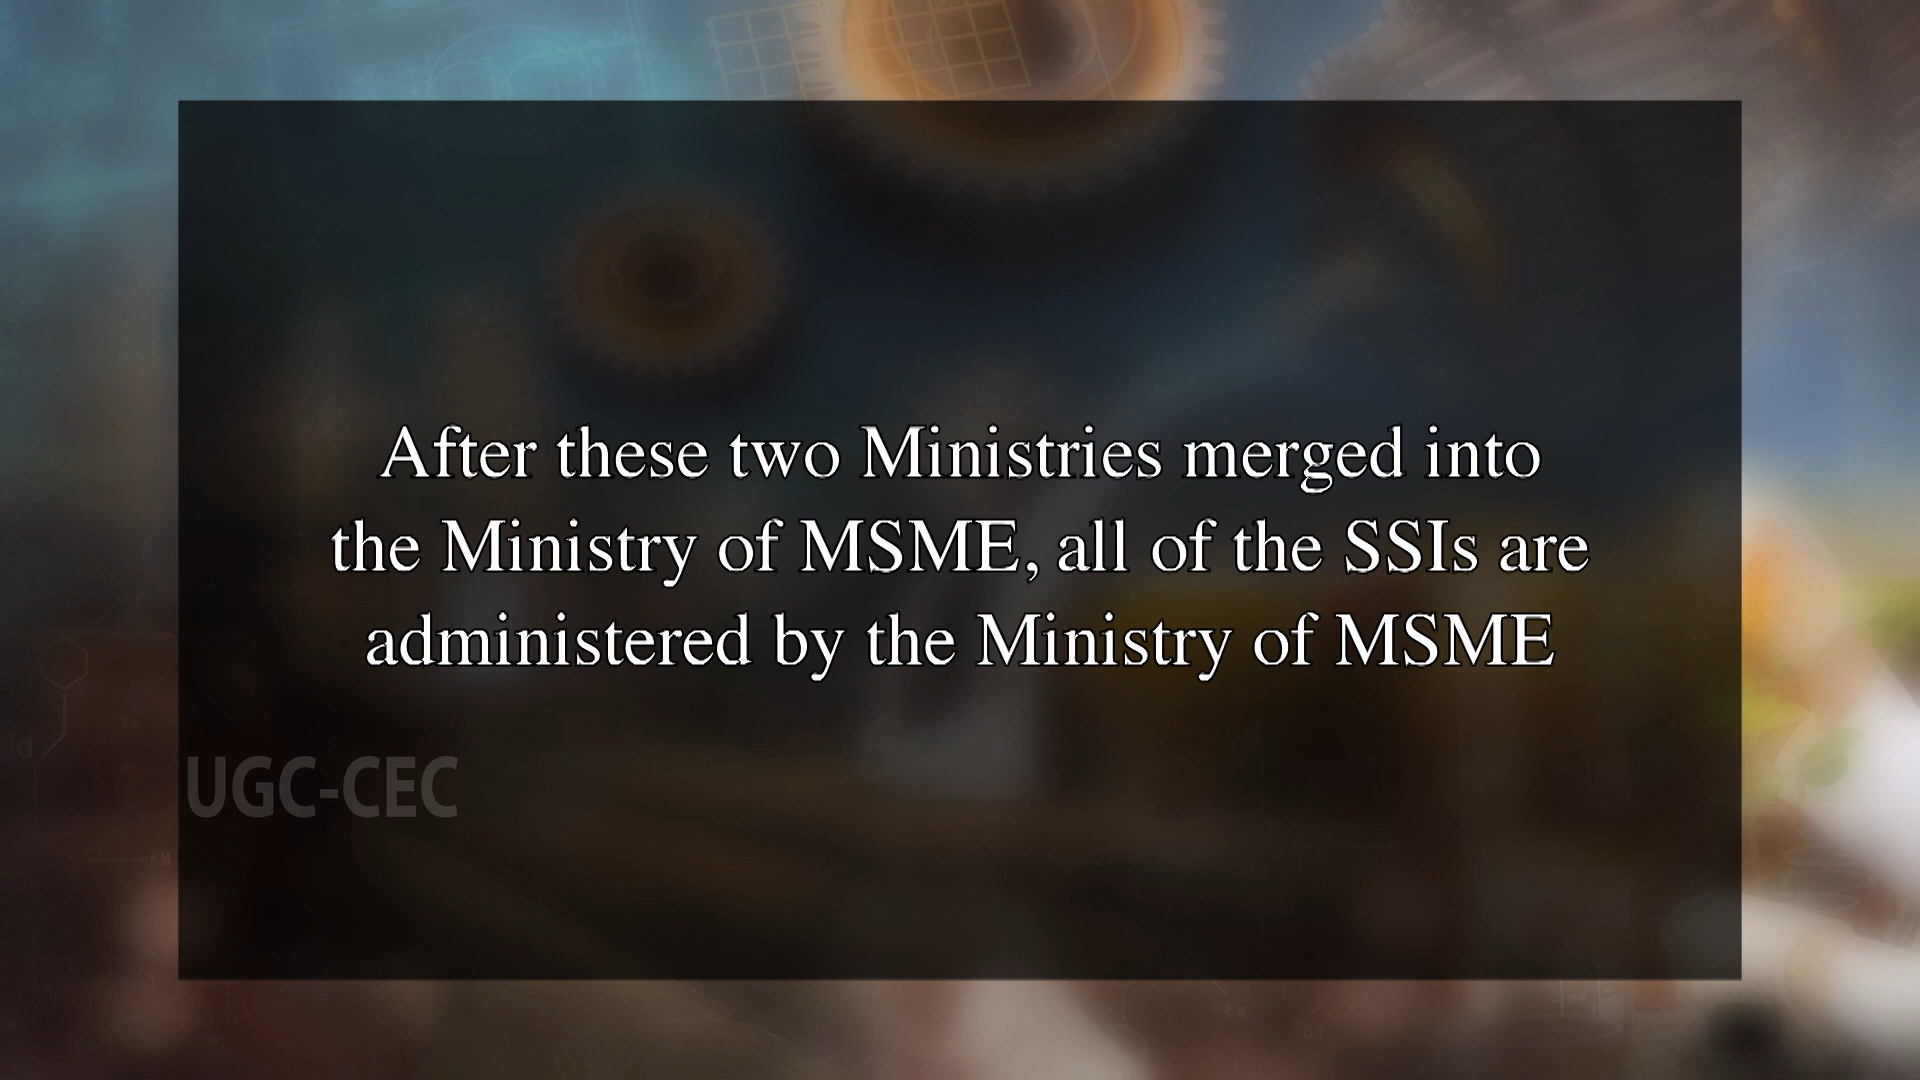 After these two Ministries merged into
the Ministry of MSME, all of the SSIs are
administered by the Ministry of MSME
UGC-CEC